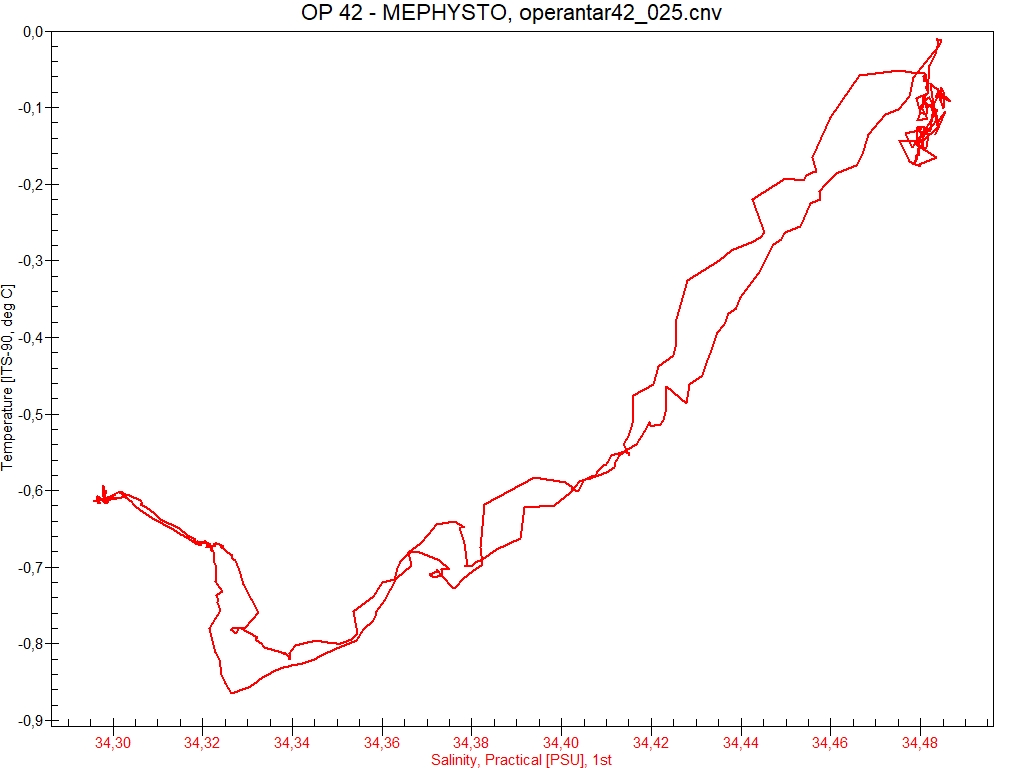 OP 42 - MEPHYSTO, operantar42_025.cnv
0,0
-0,1
-0,2
-0,3
-0,4
-0,5
-0,6
-0,7
-0,8
-0,9
Temperature [ITS-90, deg C]
34,30 34,32 34,34 34,36 34,38 34,40 34,42 34,44 34,46 34,48
Salinity, Practical [PSU], 1st